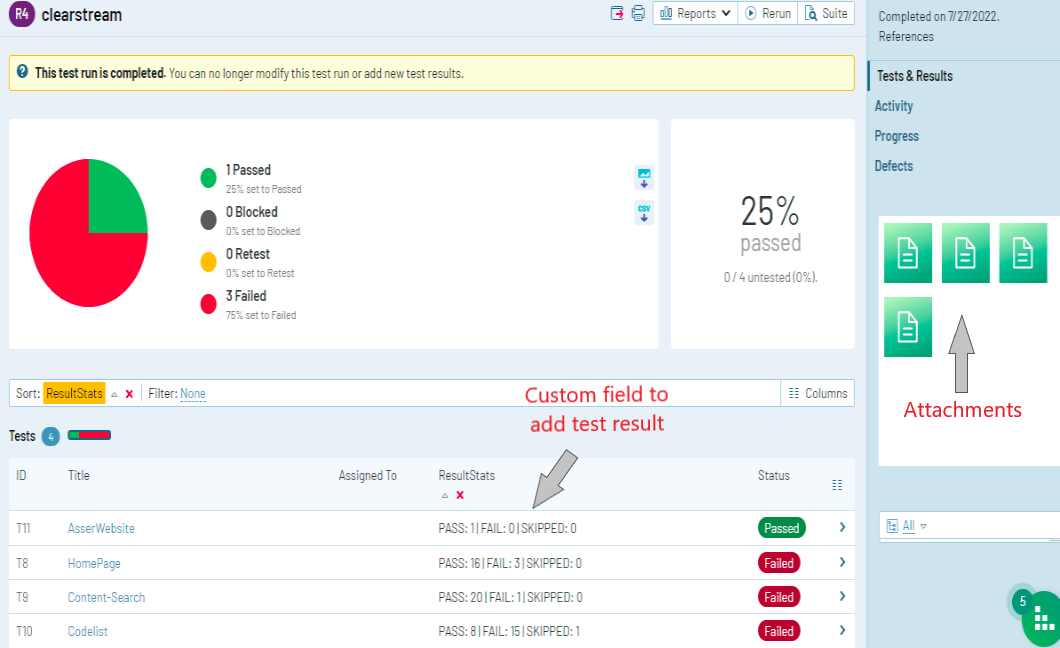 R4 clearstream
Reports Rerun Suite
This test run is completed. You can no longer modify this test run or add new test results.
1 Passed
25% set to Passed
0 Blocked
0% set to Blocked
0 Retest
0% set to Retest
3 Failed
75% set to Failed
CSV
25%
passed
0 / 4 untested (0%).
Sort: ResultStats Filter: None
Columns
Custom field to
add test result
Tests 4
ID Title Assigned To ResultStats Status
T11 AsserWebsite PASS: 1 | FAIL: 0 | SKIPPED: 0 Passed
T8 HomePage PASS: 16 | FAIL: 3 | SKIPPED: 0 Failed
T9 Content-Search PASS: 20 | FAIL: 1 | SKIPPED: 0 Failed
T10 Codelist PASS: 8 | FAIL: 15 | SKIPPED: 1 Failed
Completed on 7/27/2022.
References
Tests & Results
Activity
Progress
Defects
Attachments
All
5